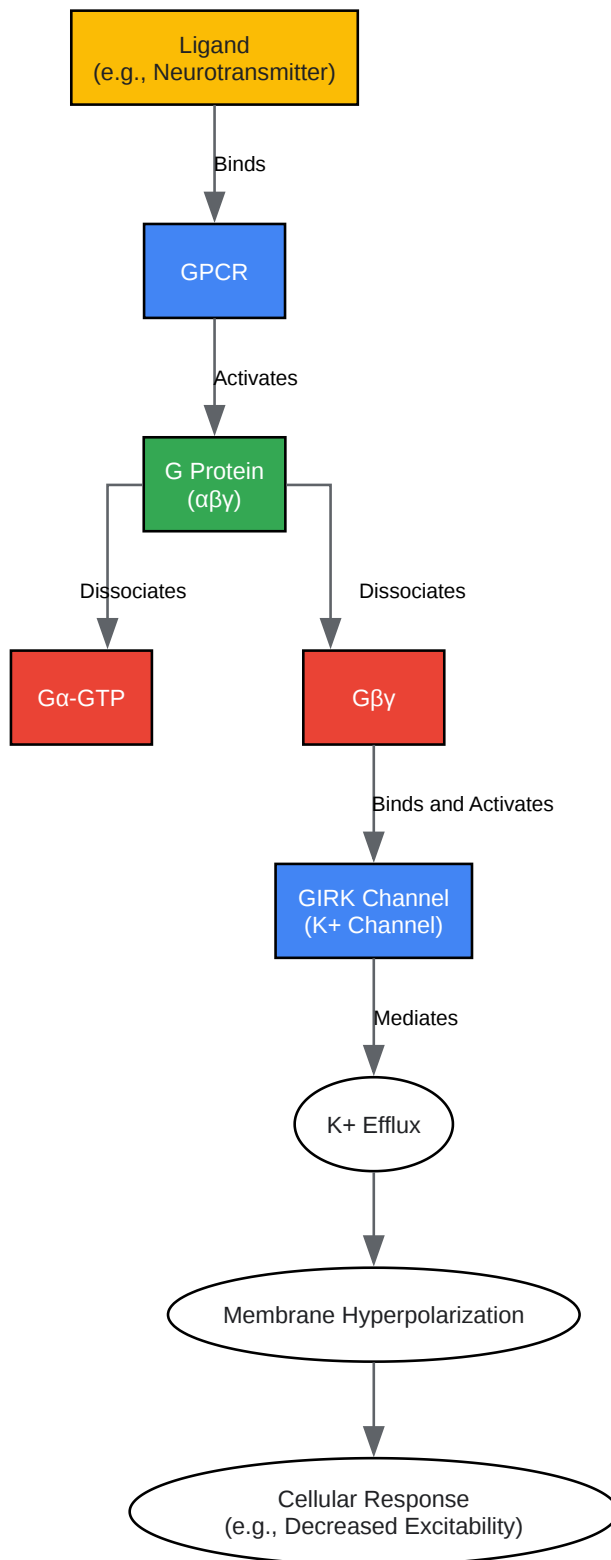 Ligand
(e.g., Neurotransmitter)
Binds
GPCR
Activates
G Protein
(αβγ)
Dissociates
Dissociates
Gα-GTP
Gβγ
Binds and Activates
GIRK Channel
(K+ Channel)
Mediates
K+ Efflux
Membrane Hyperpolarization
Cellular Response
(e.g., Decreased Excitability)